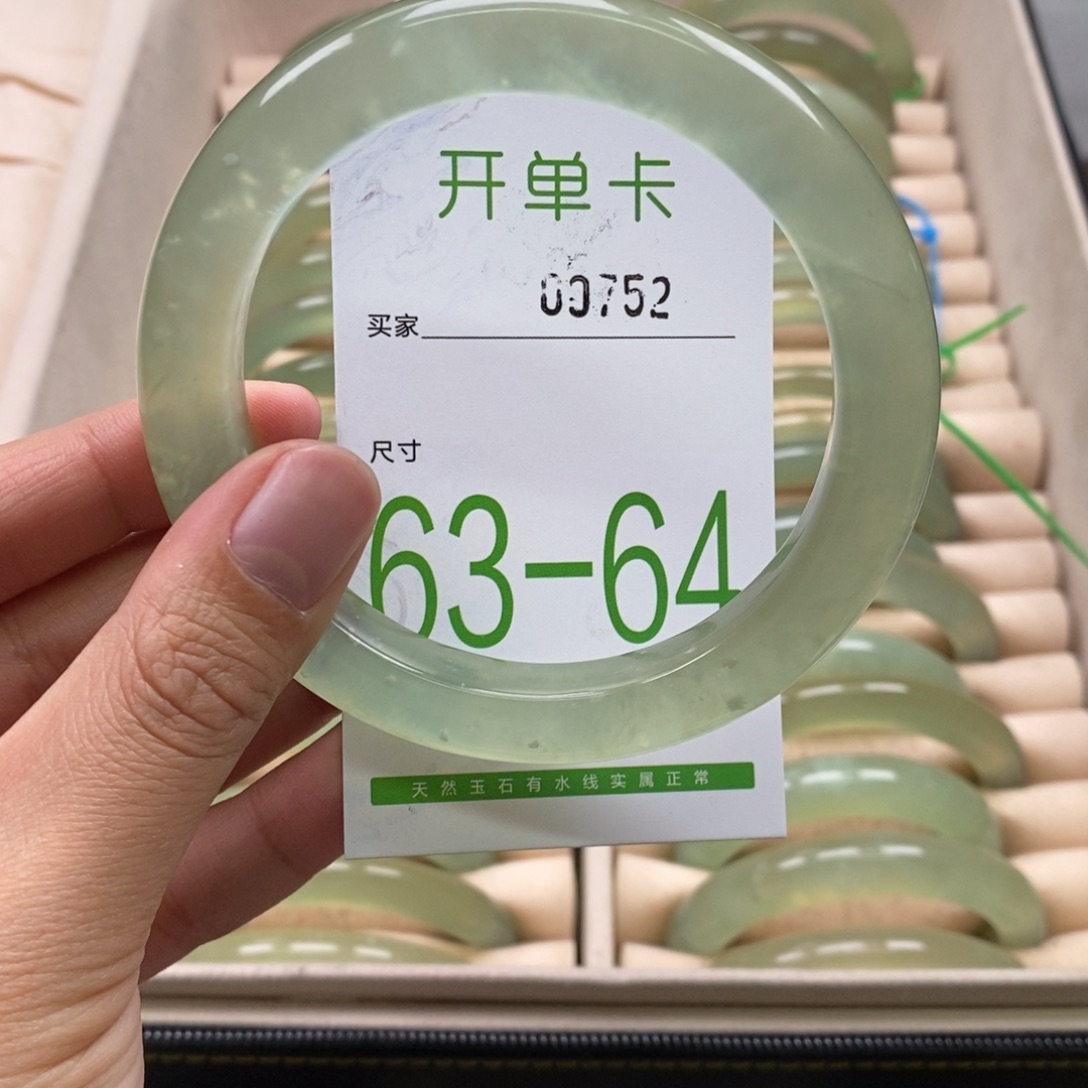 开单卡
00752
买家
尺寸
63-64
天然玉石有水线实属正常